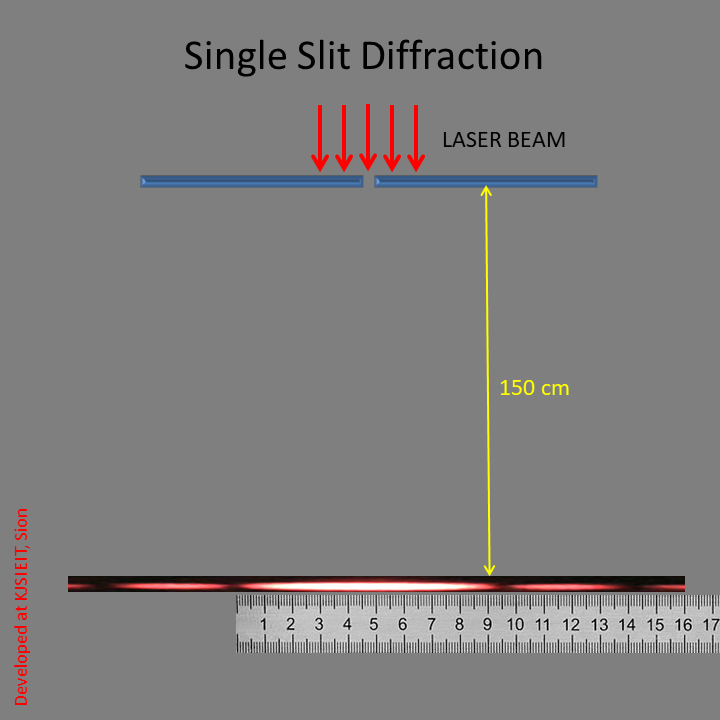 Single Slit Diffraction
LASER BEAM
150 cm
Developed at KJSIEIT, Sion
1 2 3 4 5 6 7 8 9 10 11 12 13 14 15 16 17